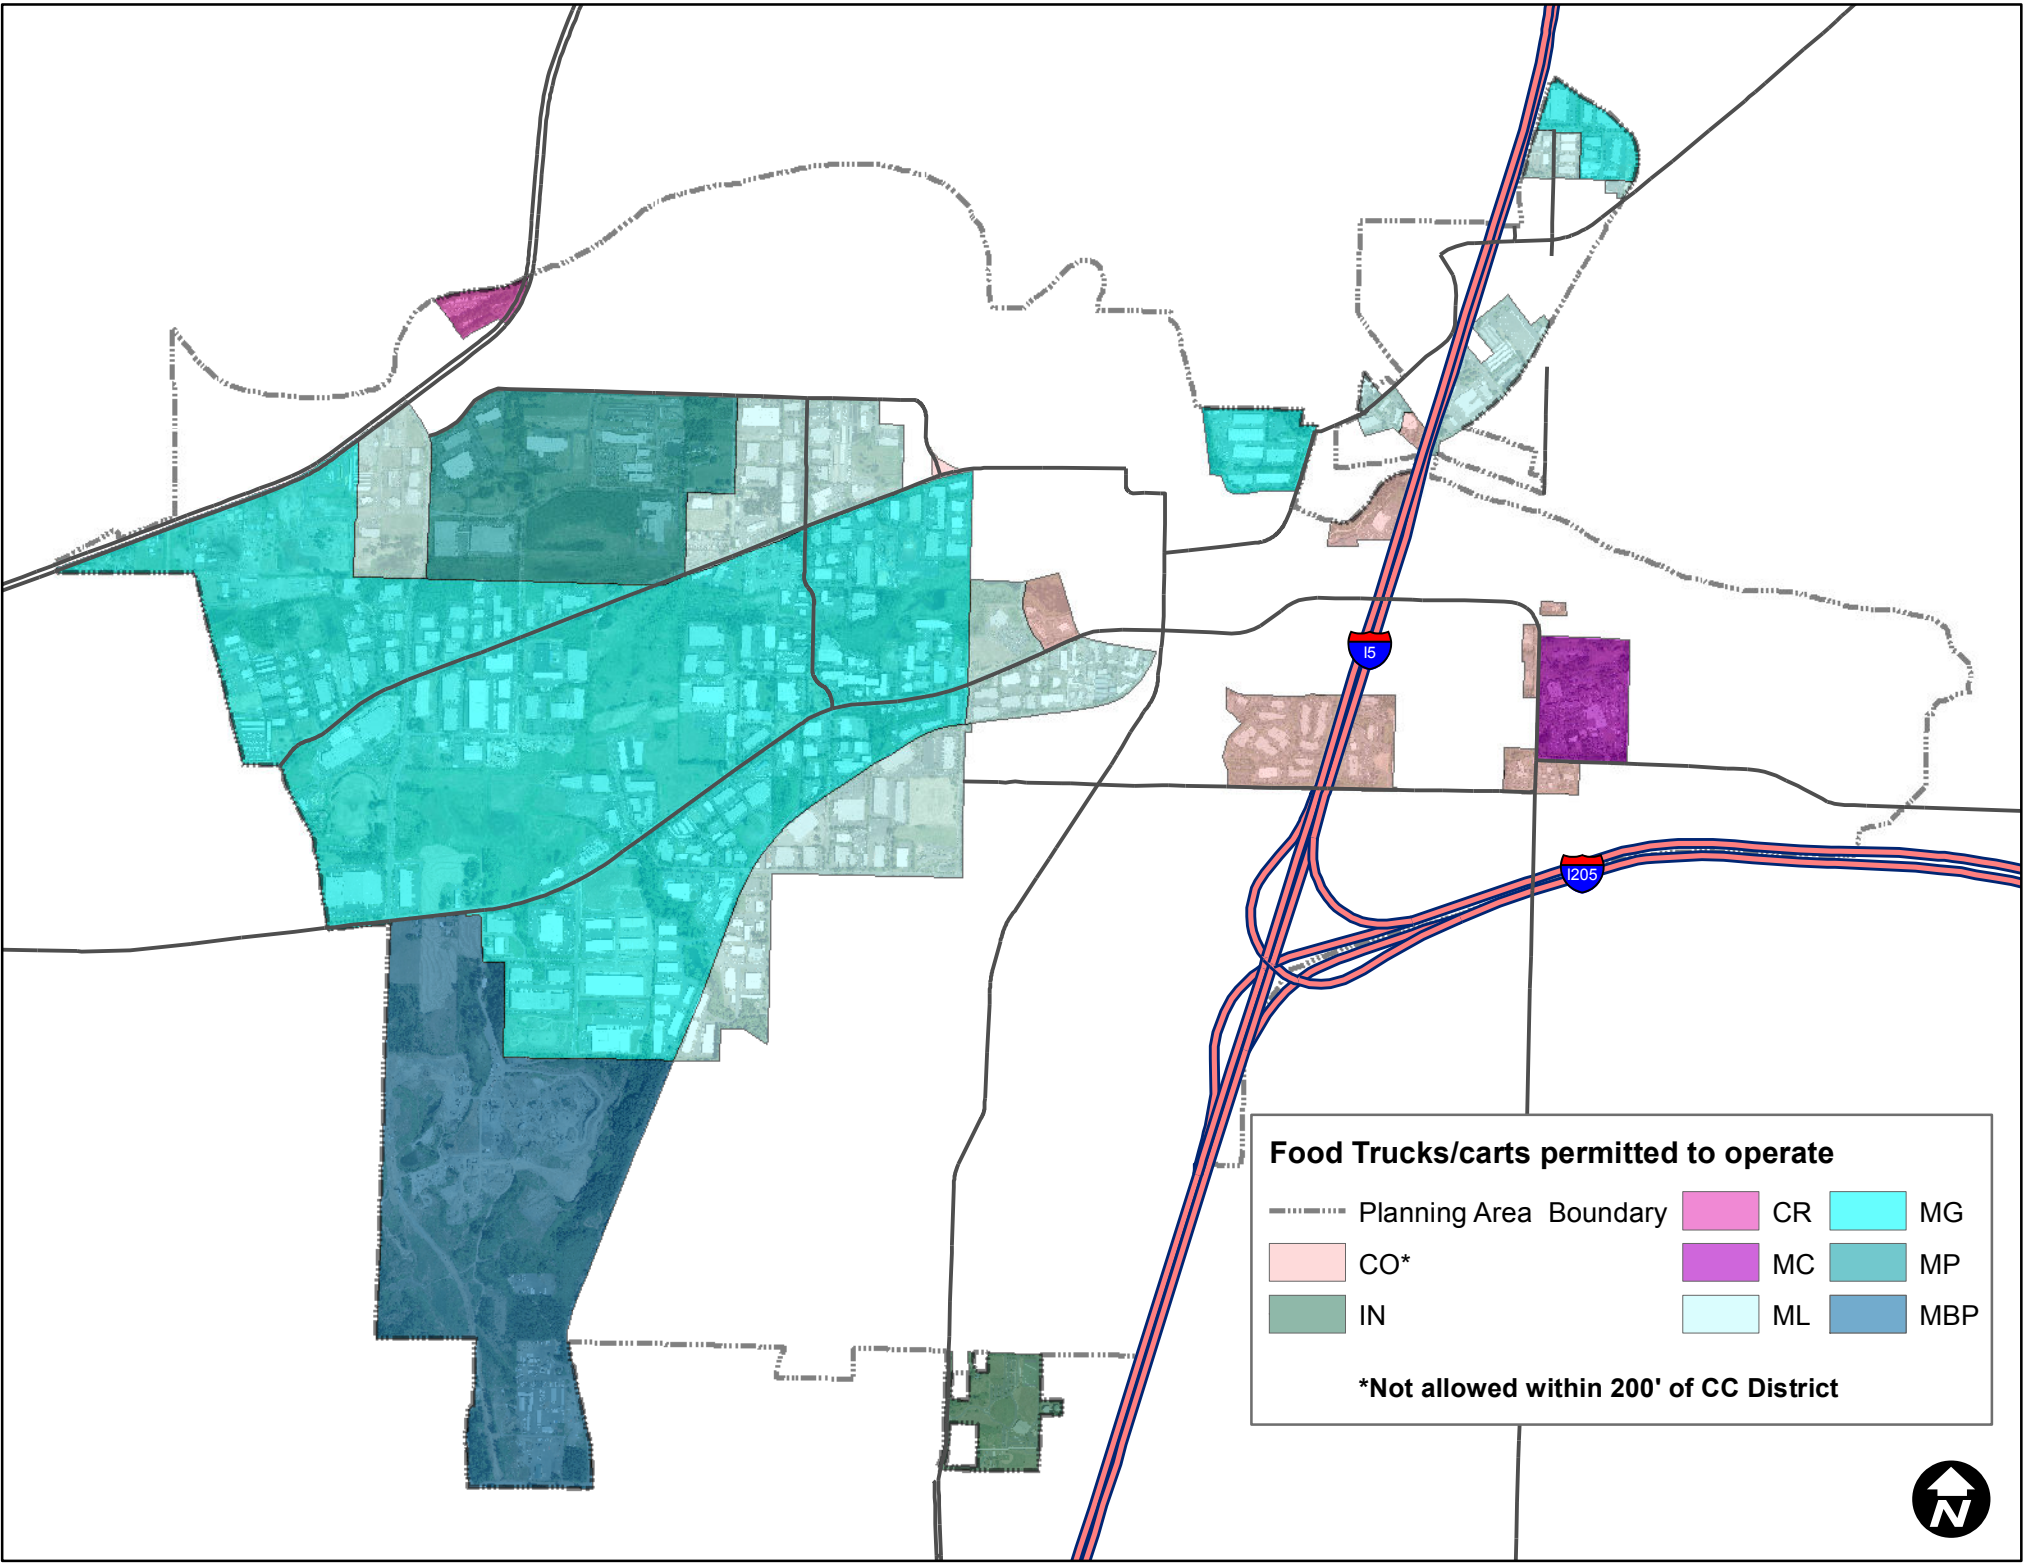 I5
I205
Food Trucks/carts permitted to operate
Planning Area Boundary
CR
MG
CO*
MC
MP
IN
ML
MBP
*Not allowed within 200' of CC District
N